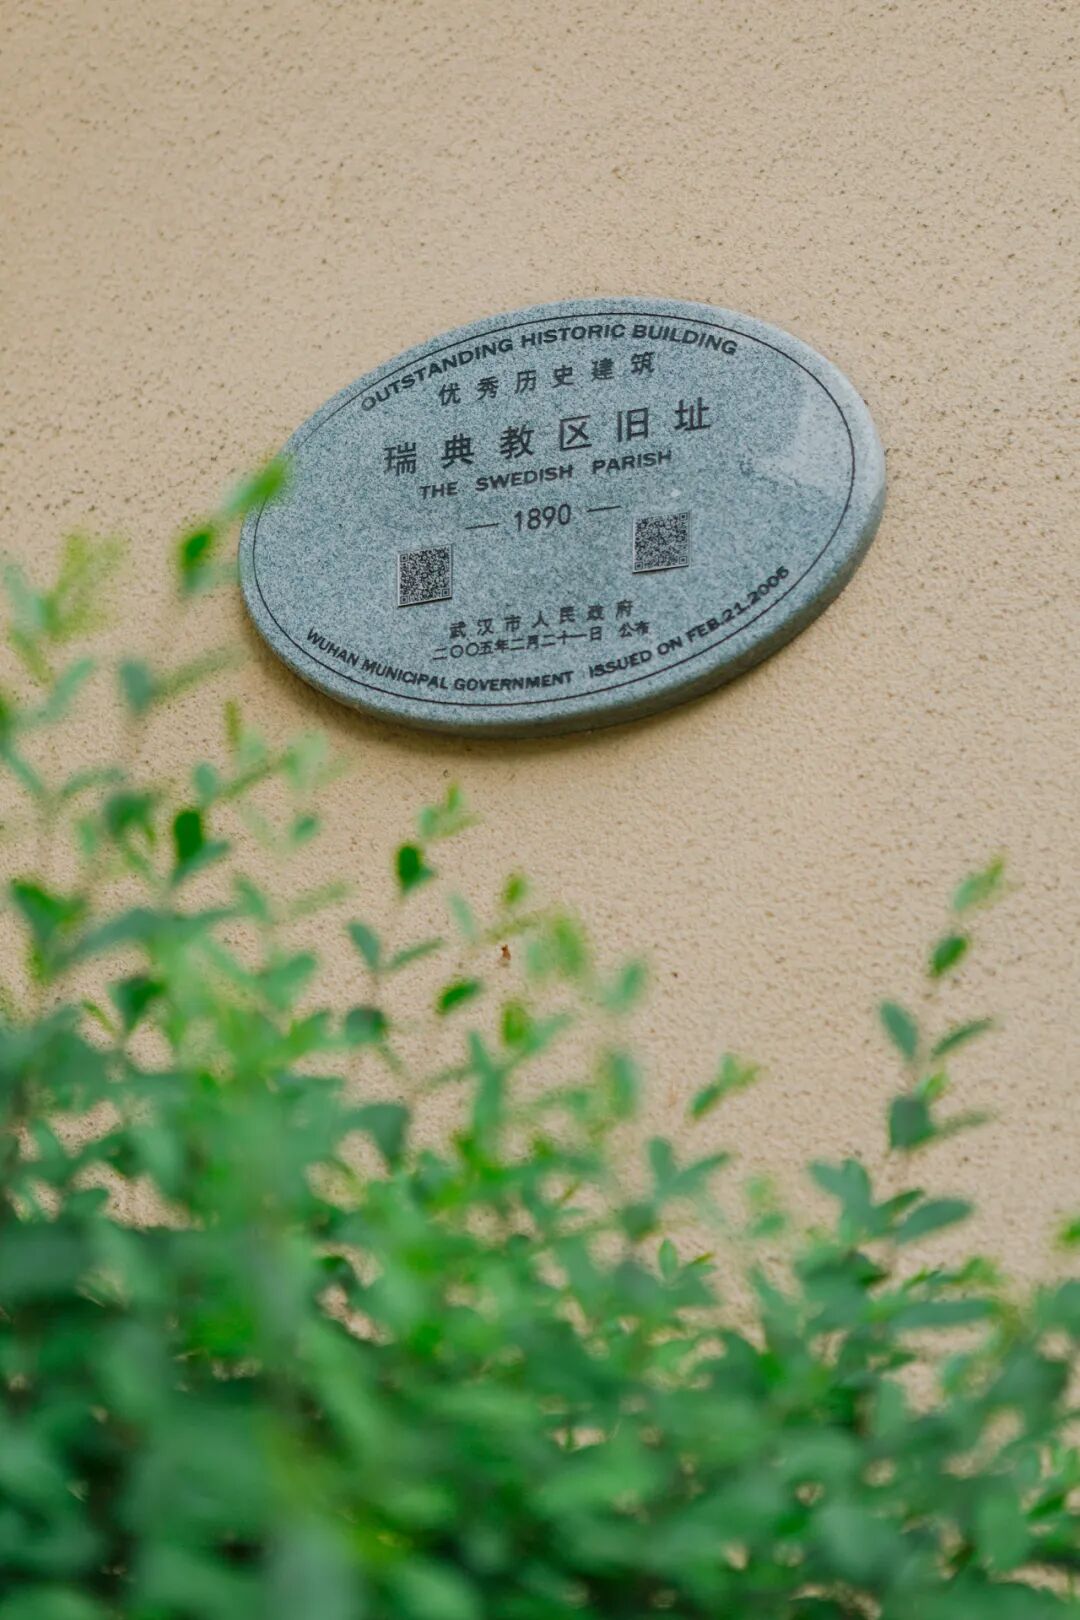 OUTSTANDING HISTORIC BUILDING
优秀历史建筑
瑞典教区旧址
THE SWEDISH PARISH
1890
武汉市人民政府
二〇〇五年二月二十一日 公布
WUHAN MUNICIPAL GOVERNMENT ISSUED ON FEB.21.2005